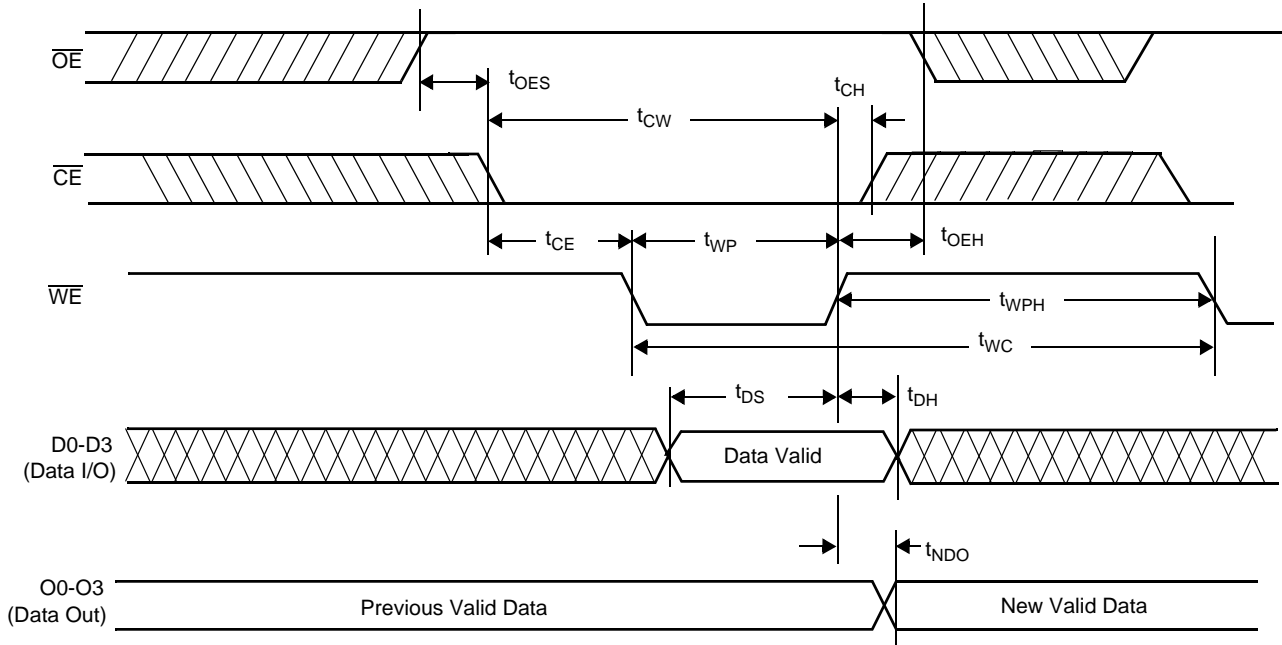 OE
tOES
tCH
tCW
CE
tCE
tWP
tOEH
WE
tWPH
tWC
tDS
tDH
D0-D3
(Data I/O)
Data Valid
tNDO
O0-O3
(Data Out)
Previous Valid Data
New Valid Data